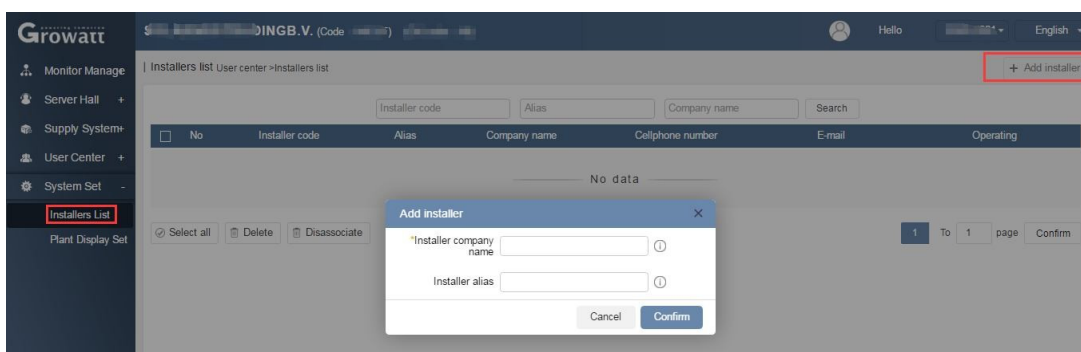 Growatt
DINGB.V. (Code ) Hello English
Monitor Manage
Installers list User center >Installers list
+ Add installer
Server Hall +
Installer code Alias Company name Search
Supply System+
No Installer code Alias Company name Cellphone number E-mail Operating
User Center +
No data
System Set -
Installers List
Plant Display Set
Select all Delete Disassociate
1 To 1 page Confirm
Add installer ×
*Installer company
name
Installer alias
Cancel Confirm